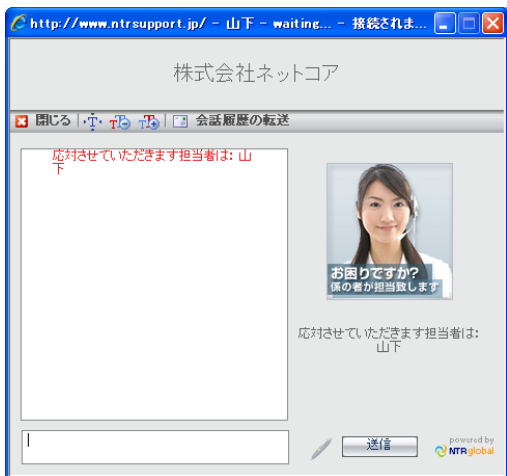 http://www.ntrsupport.jp/ - 山下 - waiting... - 接続されま...
株式会社ネットコア
閉じる T T T 会話履歴の転送
応対させていただきます担当者は: 山
下
お困りですか?
係の者が担当致します
応対させていただきます担当者は:
山下
送信
powered by
NTRglobal